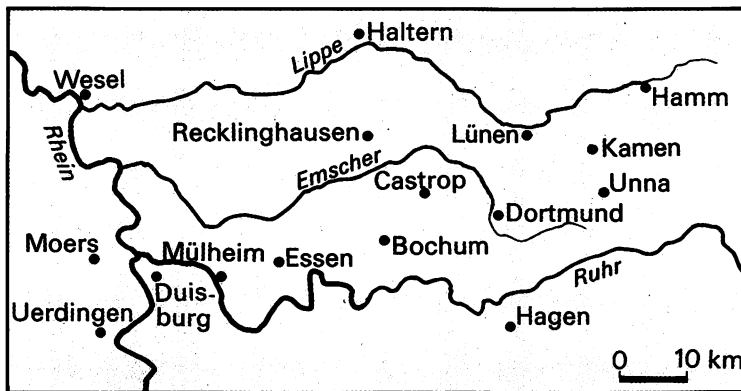 Haltern
Lippe
Wesel
Hamm
Rhein
Recklinghausen
Lünen
Kamen
Emscher
Castrop
Unna
Dortmund
Moers
Mülheim
Essen
Bochum
Ruhr
Duis-
burg
Uerdingen
Hagen
0 10 km